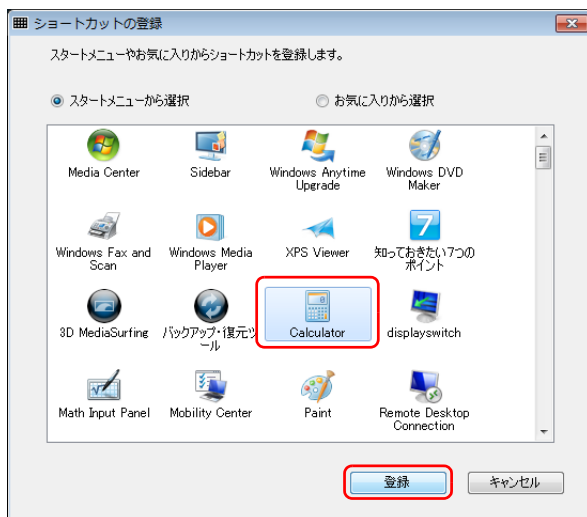 ショートカットの登録
スタートメニューやお気に入りからショートカットを登録します。
スタートメニューから選択
お気に入りから選択
Media Center
Sidebar
Windows Anytime
Upgrade
Windows DVD
Maker
Windows Fax and
Scan
Windows Media
Player
XPS Viewer
7
知っておきたい7つの
ポイント
3D MediaSurfing
バックアップ・復元ツ
ール
Calculator
displayswitch
Math Input Panel
Mobility Center
Paint
Remote Desktop
Connection
登録
キャンセル